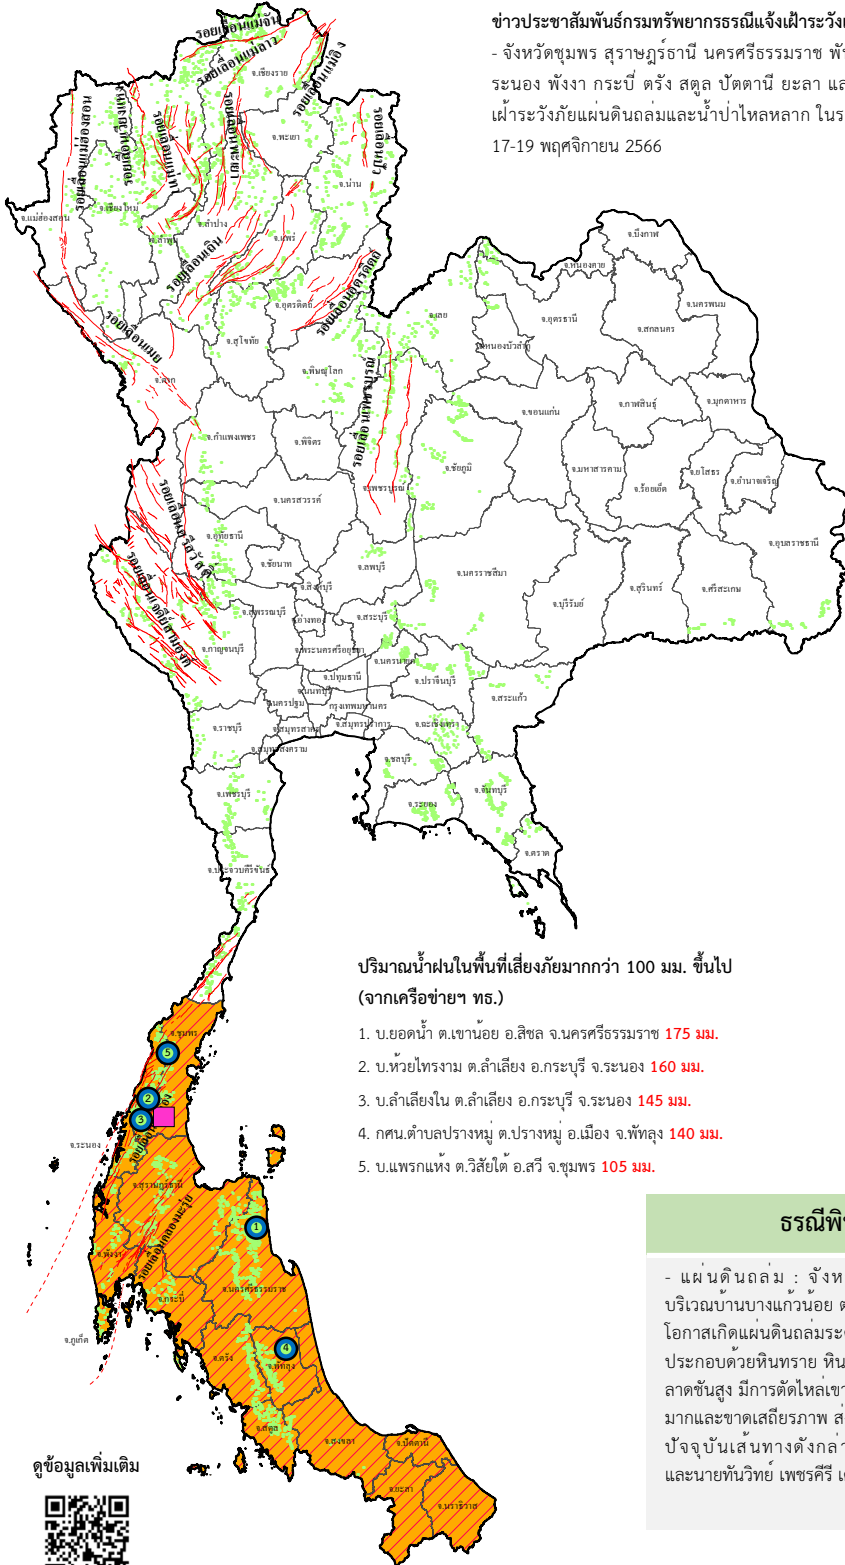 ข่าวประชาสัมพันธ์กรมทรัพยากรธรณีแจ้งเฝ้าระวัง
- จังหวัดชุมพร สุราษฎร์ธานี นครศรีธรรมราช
ระนอง พังงา กระบี่ ตรัง สตูล ปัตตานี ยะลา
เฝ้าระวังภัยแผ่นดินถล่มและน้ำป่าไหลหลาก ในร
17-19 พฤศจิกายน 2566
รอยเลื่อนแม่จัน
รอยเลื่อนแม่ลาว
รอยเลื่อนแม่อิง
จ.เชียงราย
รอยเลื่อนแม่ฮ่องสอน
รอยเลื่อนแม่ทา
รอยเลื่อนพะเยา
รอยเลื่อนปัว
จ.พะเยา
จ.น่าน
จ.แม่ฮ่องสอน
จ.เชียงใหม่
จ.ลำปาง
จ.ลำพูน
จ.แพร่
รอยเลื่อนเถิน
รอยเลื่อนอุตรดิตถ์
จ.อุตรดิตถ์
รอยเลื่อนเมย
จ.สุโขทัย
จ.ตาก
จ.พิษณุโลก
จ.เลย
จ.บึงกาฬ
จ.หนองคาย
จ.นครพนม
จ.อุดรธานี
จ.สกลนคร
จ.หนองบัวลำภู
รอยเลื่อนเพชรบูรณ์
จ.กำแพงเพชร
จ.พิจิตร
จ.ขอนแก่น
จ.กาฬสินธุ์
จ.มุกดาหาร
จ.ชัยภูมิ
จ.มหาสารคาม
จ.ยโสธร
จ.อำนาจเจริญ
จ.ร้อยเอ็ด
จ.เพชรบูรณ์
จ.นครสวรรค์
รอยเลื่อนศรีสวัสดิ์
จ.อุทัยธานี
จ.อุบลราชธานี
จ.ชัยนาท
จ.ลพบุรี
จ.นครราชสีมา
จ.สิงห์บุรี
จ.บุรีรัมย์
จ.สุรินทร์
จ.ศรีสะเกษ
รอยเลื่อนเจดีย์สามองค์
จ.สุพรรณบุรี
จ.อ่างทอง
จ.สระบุรี
จ.กาญจนบุรี
จ.พระนครศรีอยุธยา
จ.นครนายก
จ.ปทุมธานี
จ.ปราจีนบุรี
จ.นนทบุรี
จ.นครปฐม
กรุงเทพมหานคร
จ.สระแก้ว
จ.ราชบุรี
จ.สมุทรสาคร
จ.สมุทรปราการ
จ.ฉะเชิงเทรา
จ.สมุทรสงคราม
จ.ชลบุรี
จ.เพชรบุรี
จ.ระยอง
จ.จันทบุรี
จ.ตราด
จ.ประจวบคีรีขันธ์
ปริมาณน้ำฝนในพื้นที่เสี่ยงภัยมากกว่า 100 มม. ขึ้นไป
(จากเครือข่ายฯ ทธ.)
1. บ.ยอดน้ำ ต.เขาน้อย อ.สิชล จ.นครศรีธรรมราช 175 มม.
2. บ.ห้วยไทรงาม ต.ลำเลียง อ.กระบุรี จ.ระนอง 160 มม.
3. บ.ลำเลียงใน ต.ลำเลียง อ.กระบุรี จ.ระนอง 145 มม.
4. กศน.ตำบลปรางหมู่ ต.ปรางหมู่ อ.เมือง จ.พัทลุง 140 มม.
5. บ.แพรกแห้ง ต.วิสัยใต้ อ.สวี จ.ชุมพร 105 มม.
จ.ชุมพร
5
2
3
จ.ระนอง
จ.สุราษฎร์ธานี
รอยเลื่อนคลองมะรุ่ย
1
จ.พังงา
จ.นครศรีธรรมราช
จ.กระบี่
จ.ภูเก็ต
4
จ.ตรัง
จ.พัทลุง
จ.สตูล
จ.สงขลา
จ.ปัตตานี
จ.ยะลา
จ.นราธิวาส
ธรณีพิ
- แผ่นดินถล่ม : จังห
บริเวณบ้านบางแก้วน้อย ต
โอกาสเกิดแผ่นดินถล่มระ
ประกอบด้วยหินทราย หิน
ลาดชันสูง มีการตัดไหล่เขา
มากและขาดเสถียรภาพ ส่
ปัจจุบันเส้นทางดังกล่า
และนายทันวิทย์ เพชรคีรี เ
ดูข้อมูลเพิ่มเติม